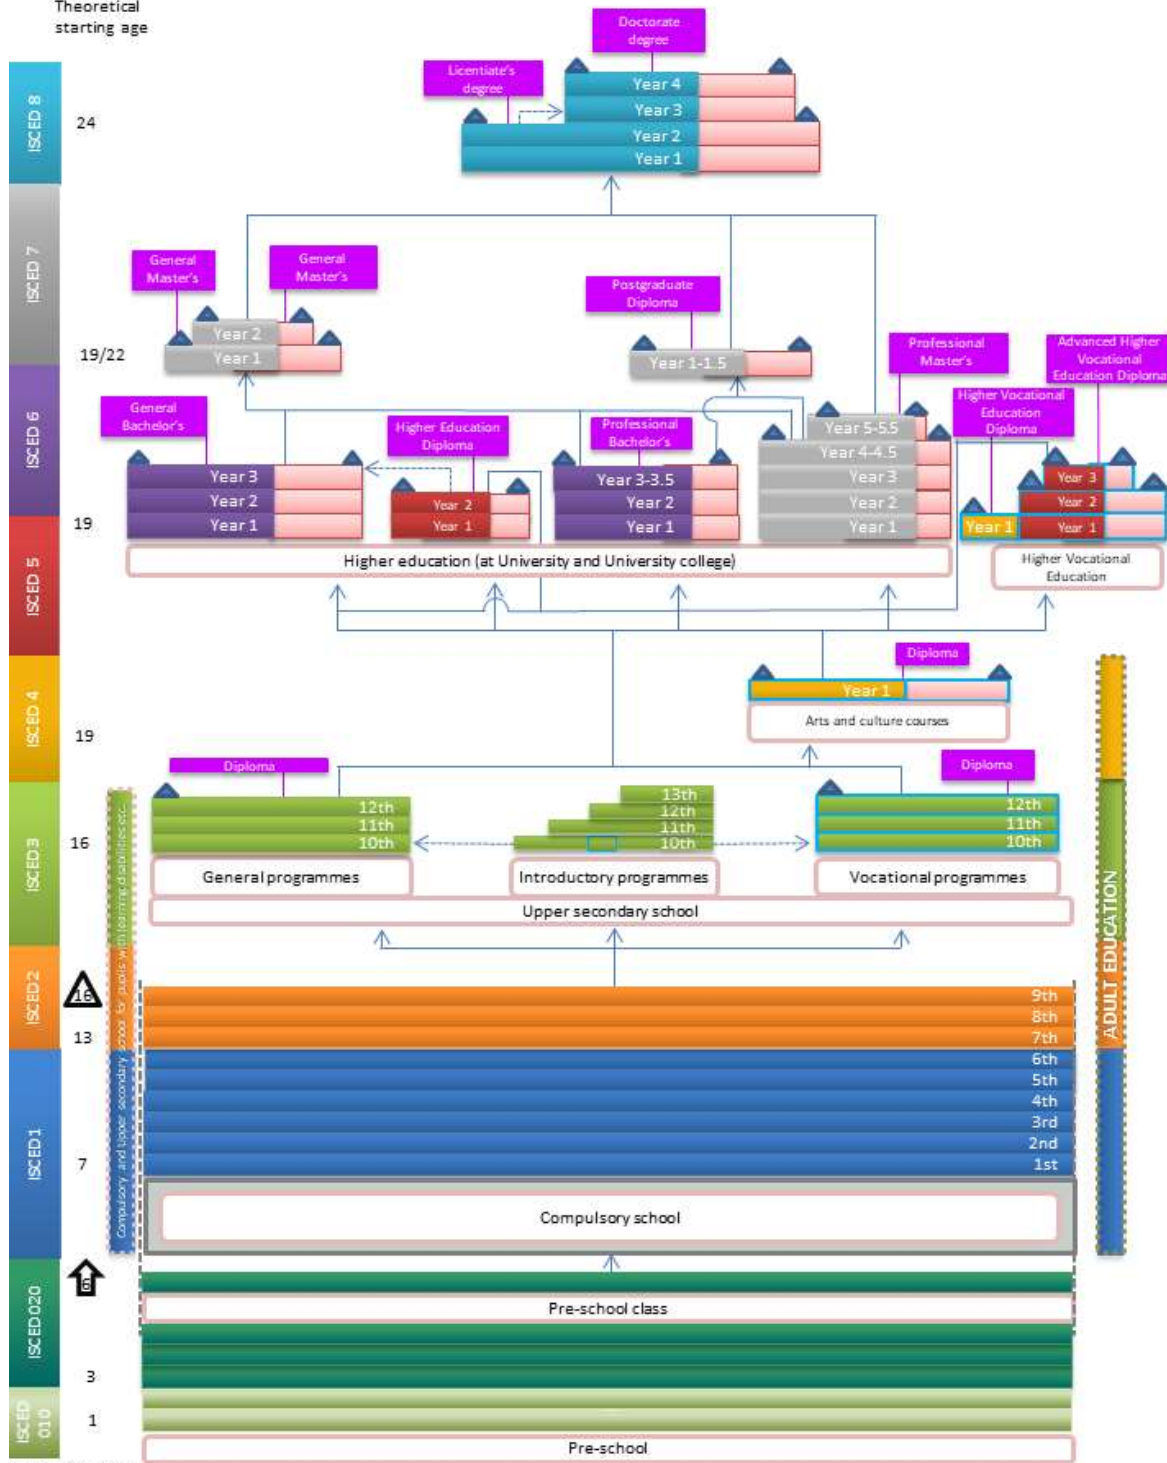 Theoretical
starting age
ISCED 8
24
Doctorate
degree
Licentiate's
degree
Year 4
Year 3
Year 2
Year 1
ISCED 7
19/22
General
Master's
General
Master's
Year 2
Year 1
Postgraduate
Diploma
Year 1-1.5
Professional
Master's
Advanced Higher
Vocational
Education Diploma
ISCED 6
General
Bachelor's
Higher Education
Diploma
Professional
Bachelor's
Higher Vocational
Education
Diploma
Year 3
Year 2
Year 1
Year 2
Year 1
Year 3-3.5
Year 2
Year 1
Year 5-5.5
Year 4-4.5
Year 3
Year 2
Year 1
Year 1
Year 3
Year 2
Year 1
19
Higher education (at University and University college)
Higher Vocational
Education
ISCED 5
ISCED 4
19
Diploma
Year 1
Arts and culture courses
ISCED3
16
Diploma
12th
11th
10th
13th
12th
11th
10th
Diploma
12th
11th
10th
General programmes
Introductory programmes
Vocational programmes
Upper secondary school
Compulsory and Upper secondary school for pupils with learning disabilities etc.
ADULT EDUCATION
ISCED2
16
13
9th
8th
7th
ISCED1
7
6th
5th
4th
3rd
2nd
1st
Compulsory school
ISCED020
6
Pre-school class
3
ISCED
010
1
Pre-school